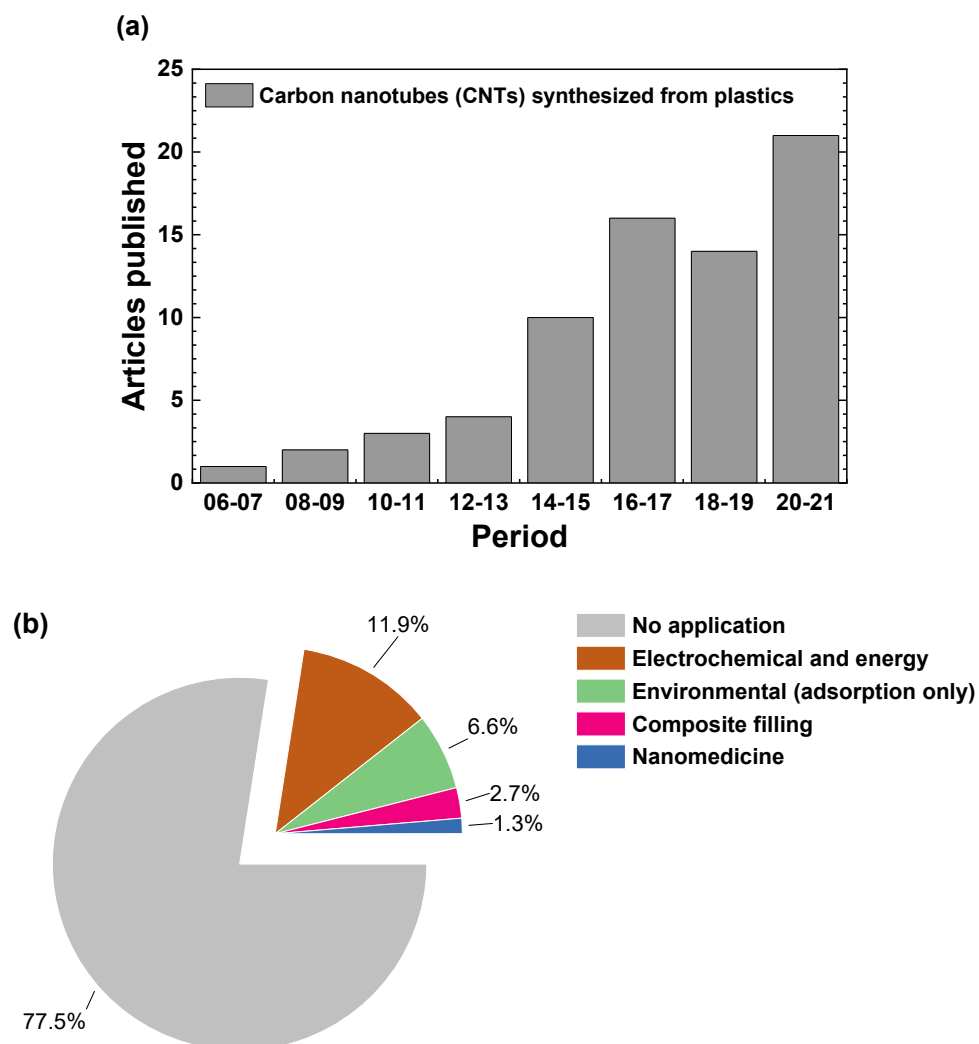 (a)
25
Carbon nanotubes (CNTs) synthesized from plastics
20
15
10
5
0
Articles published
06-07 08-09 10-11 12-13 14-15 16-17 18-19 20-21
Period
(b)
11.9%
6.6%
2.7%
1.3%
77.5%
No application
Electrochemical and energy
Environmental (adsorption only)
Composite filling
Nanomedicine